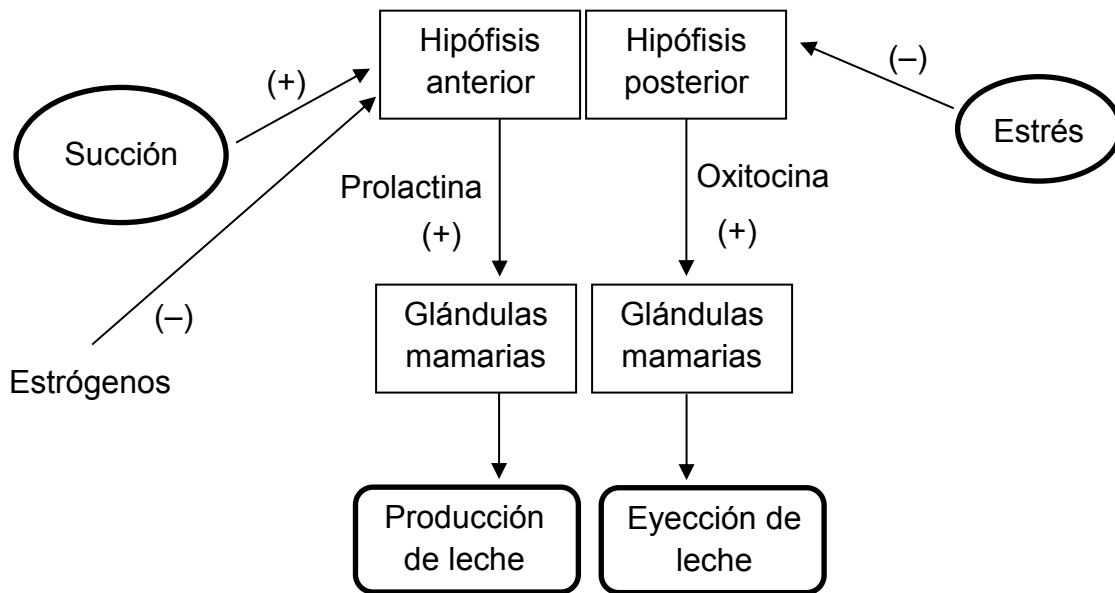 Hipófisis
anterior
Hipófisis
posterior
(+)
(–)
Succión
Estrés
Prolactina
Oxitocina
(+)
(+)
(–)
Estrógenos
Glándulas
mamarias
Glándulas
mamarias
Producción
de leche
Eyección de
leche